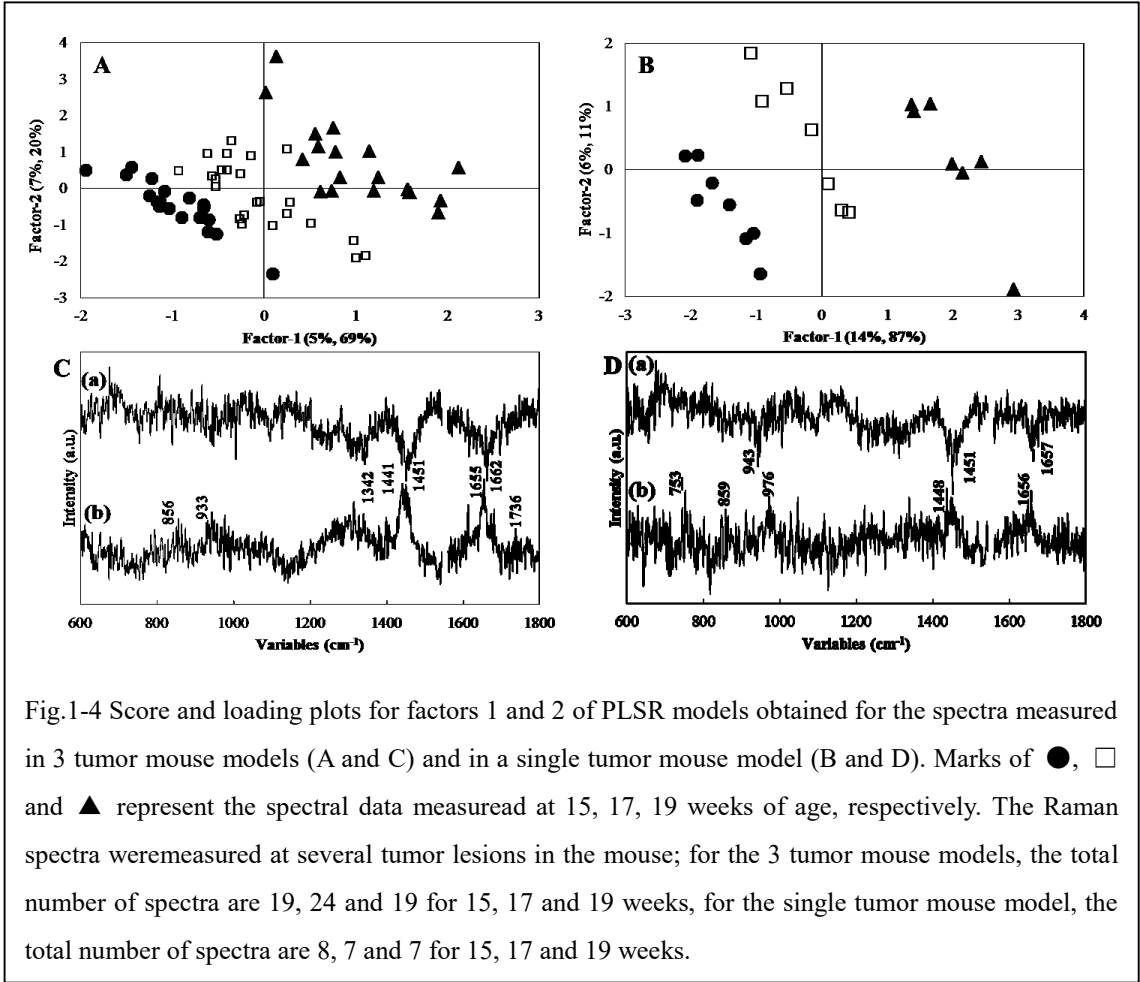 A
4
3
2
1
0
-1
-2
-3
-2
-1
0
1
2
3
Factor-2 (7%, 20%)
Factor-1 (5%, 69%)
B
2
1
0
-1
-2
-3
-2
-1
0
1
2
3
4
Factor-2 (6%, 11%)
Factor-1 (14%, 87%)
C
(a)
(b)
856
933
1342
1441
1451
1655
1662
1736
Intensity (a.u.)
600 800 1000 1200 1400 1600 1800
Variables (cm⁻¹)
D
(a)
(b)
753
859
943
976
1448
1451
1656
1657
Intensity (a.u.)
600 800 1000 1200 1400 1600 1800
Variables (cm⁻¹)
Fig.1-4 Score and loading plots for factors 1 and 2 of PLSR models obtained for the spectra measured
in 3 tumor mouse models (A and C) and in a single tumor mouse model (B and D). Marks of ●, □
and ▲ represent the spectral data measuread at 15, 17, 19 weeks of age, respectively. The Raman
spectra weremeasured at several tumor lesions in the mouse; for the 3 tumor mouse models, the total
number of spectra are 19, 24 and 19 for 15, 17 and 19 weeks, for the single tumor mouse model, the
total number of spectra are 8, 7 and 7 for 15, 17 and 19 weeks.